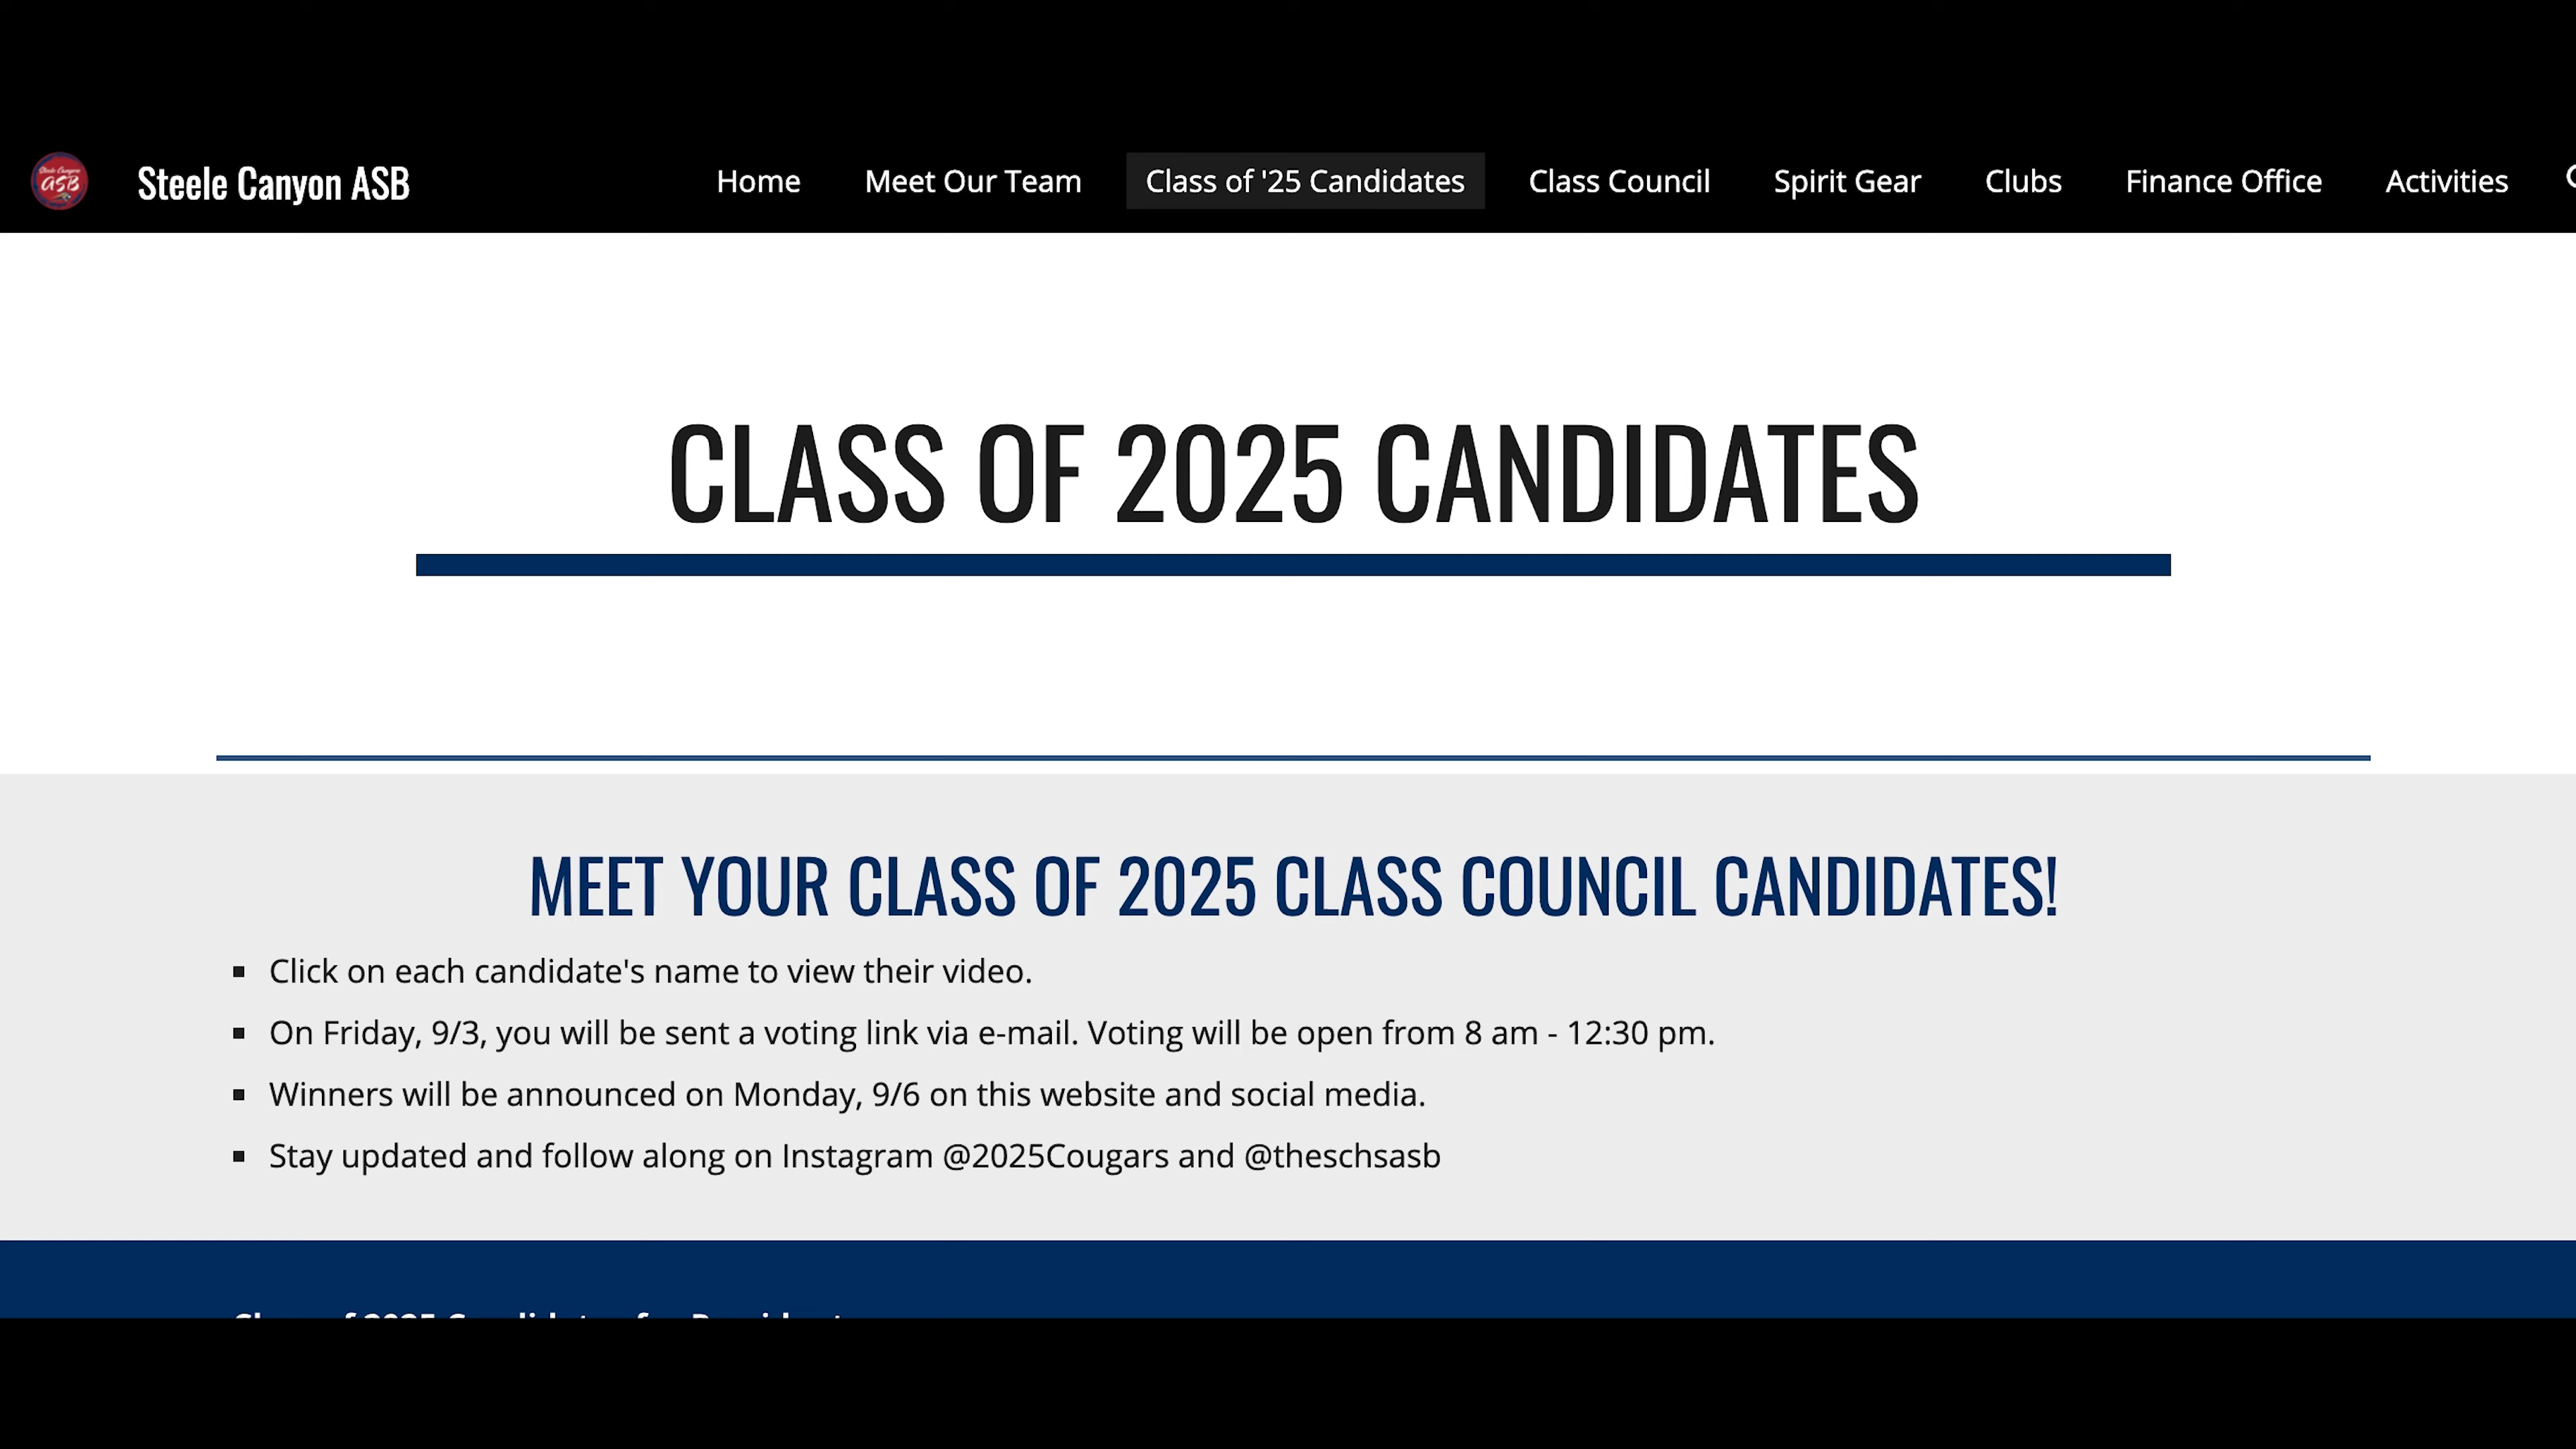 Steele Canyon ASB
Home
Meet Our Team
Class of '25 Candidates
Class Council
Spirit Gear
Clubs
Finance Office
Activities
CLASS OF 2025 CANDIDATES
MEET YOUR CLASS OF 2025 CLASS COUNCIL CANDIDATES!
▪ Click on each candidate's name to view their video.
▪ On Friday, 9/3, you will be sent a voting link via e-mail. Voting will be open from 8 am - 12:30 pm.
▪ Winners will be announced on Monday, 9/6 on this website and social media.
▪ Stay updated and follow along on Instagram @2025Cougars and @theschsasb